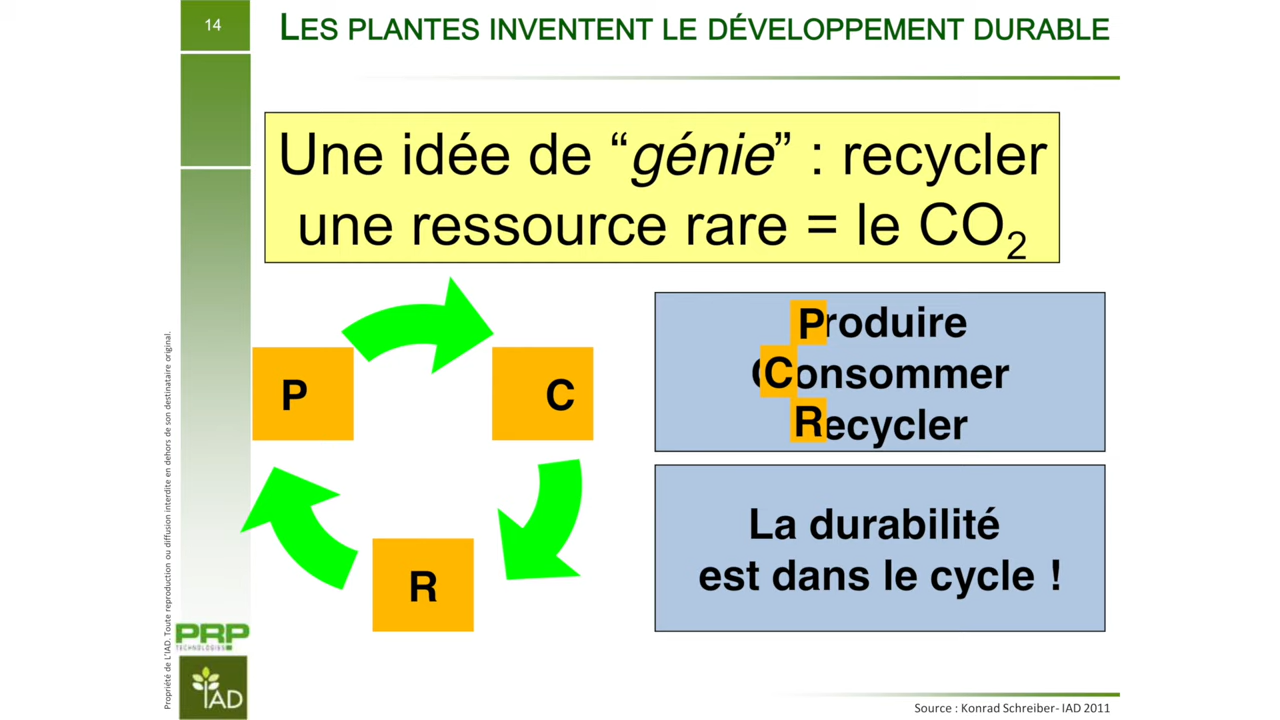 14
LES PLANTES INVENTENT LE DÉVELOPPEMENT DURABLE
Une idée de “génie” : recycler
une ressource rare = le CO₂
P
C
R
Produire
Consommer
Recycler
La durabilité
est dans le cycle !
Propriété de L'IAD. Toute reproduction ou diffusion interdite en dehors de son destinataire original.
PRP
TECHNOLOGIES
IAD
Source : Konrad Schreiber- IAD 2011